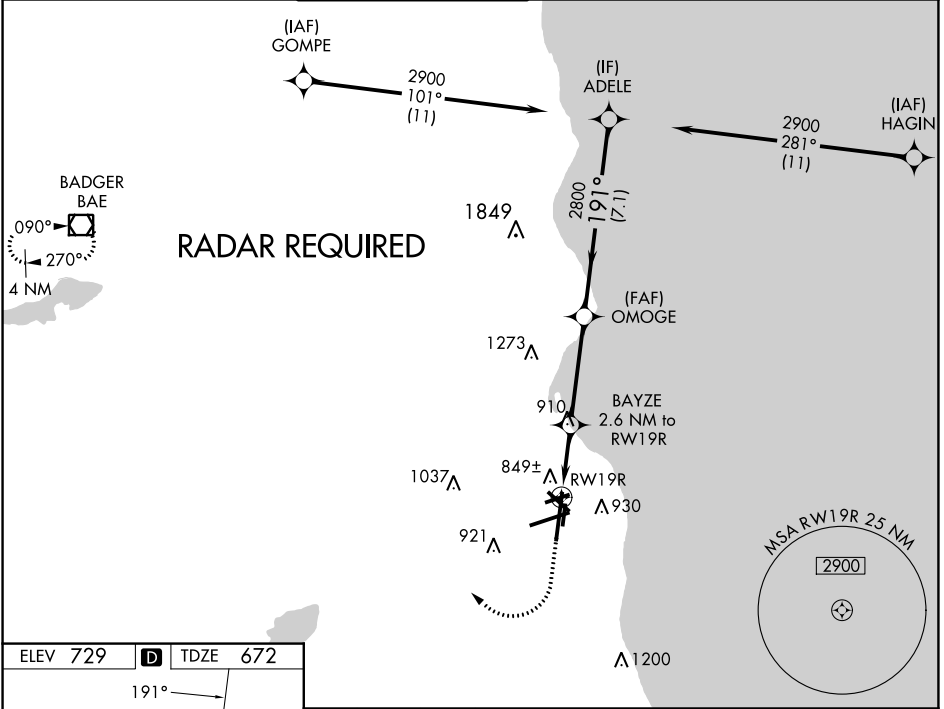 (IAF)
GOMPE
2900
101°
(11)
(IF)
ADELE
(IAF)
HAGIN
2900
281°
(11)
BADGER
BAE
090°
270°
4 NM
RADAR REQUIRED
1849
2800
191°
(7.1)
(FAF)
OMOGE
1273
910
BAYZE
2.6 NM to
RW19R
849±
RW19R
1037
930
921
MSA RW19R 25 NM
2900
1200
ELEV 729 D TDZE 672
191°